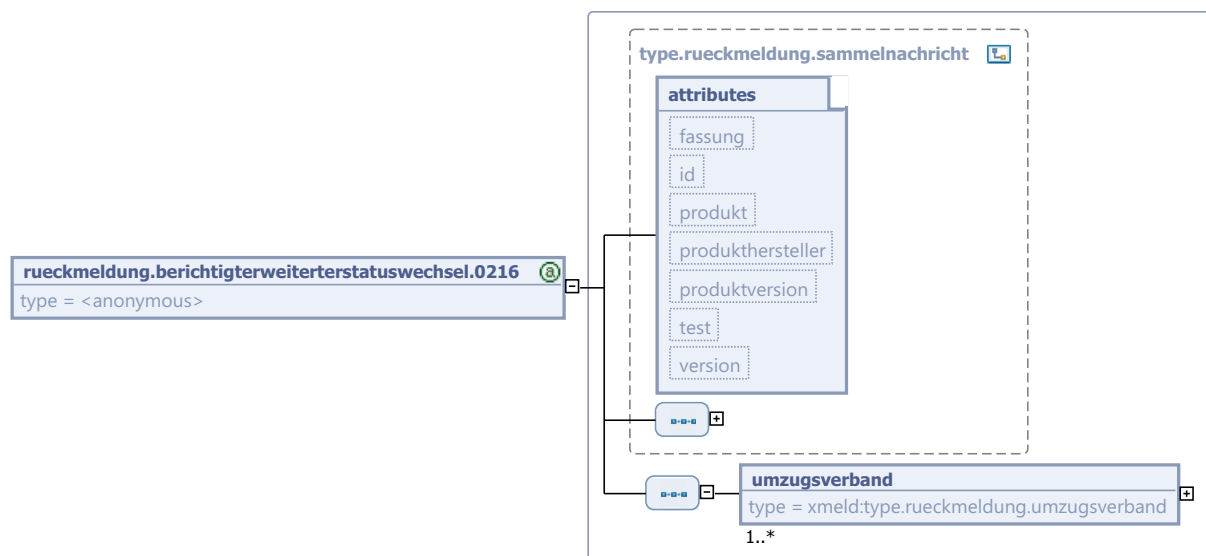 type.rueckmeldung.sammelnachricht
attributes
fassung
id
produkt
produkthersteller
produktversion
test
version
rueckmeldung.berichtigterweiterterstatuswechsel.0216 a
type = <anonymous>
umzugsverband
type = xmeld:type.rueckmeldung.umzugsverband
1..*